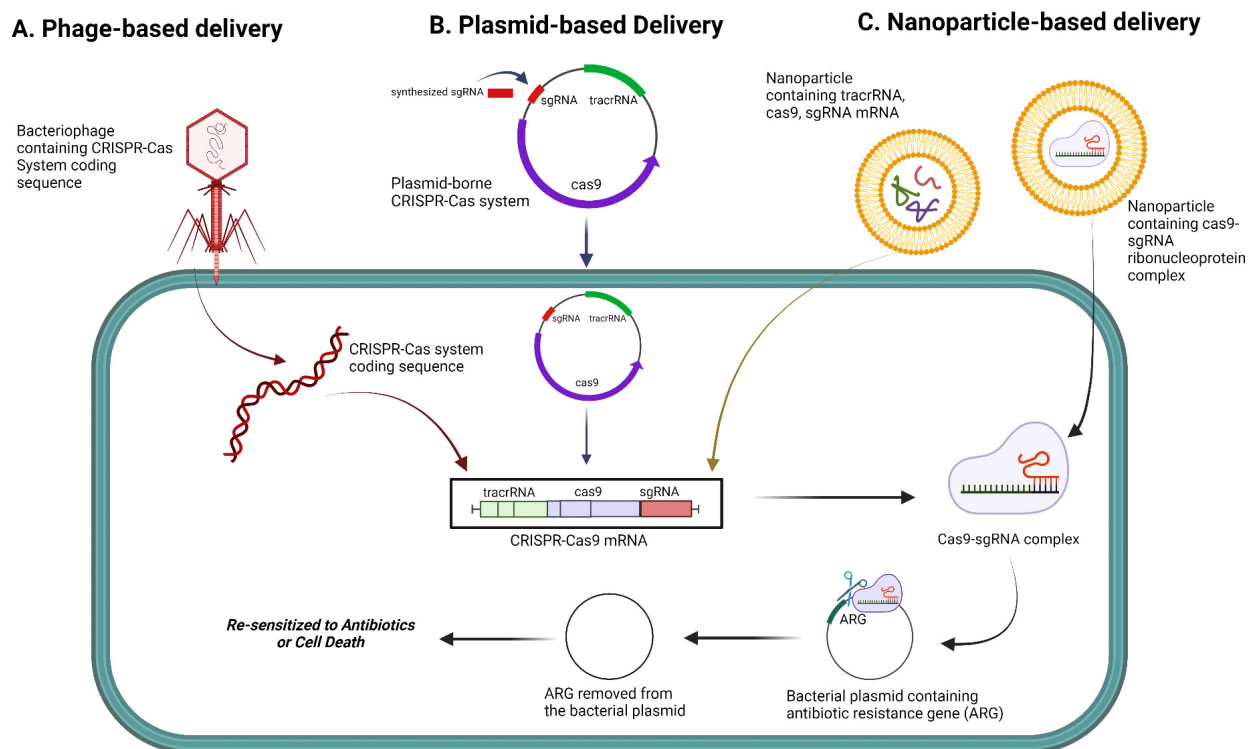 A. Phage-based delivery
B. Plasmid-based Delivery
C. Nanoparticle-based delivery
Bacteriophage
containing CRISPR-Cas
System coding
sequence
synthesized sgRNA
sgRNA
tracrRNA
cas9
Plasmid-borne
CRISPR-Cas system
Nanoparticle
containing tracrRNA,
cas9, sgRNA mRNA
Nanoparticle
containing cas9-
sgRNA
ribonucleoprotein
complex
CRISPR-Cas system
coding sequence
sgRNA
tracrRNA
cas9
tracrRNA
cas9
sgRNA
CRISPR-Cas9 mRNA
Cas9-sgRNA complex
ARG
Bacterial plasmid containing
antibiotic resistance gene (ARG)
ARG removed from
the bacterial plasmid
Re-sensitized to Antibiotics
or Cell Death